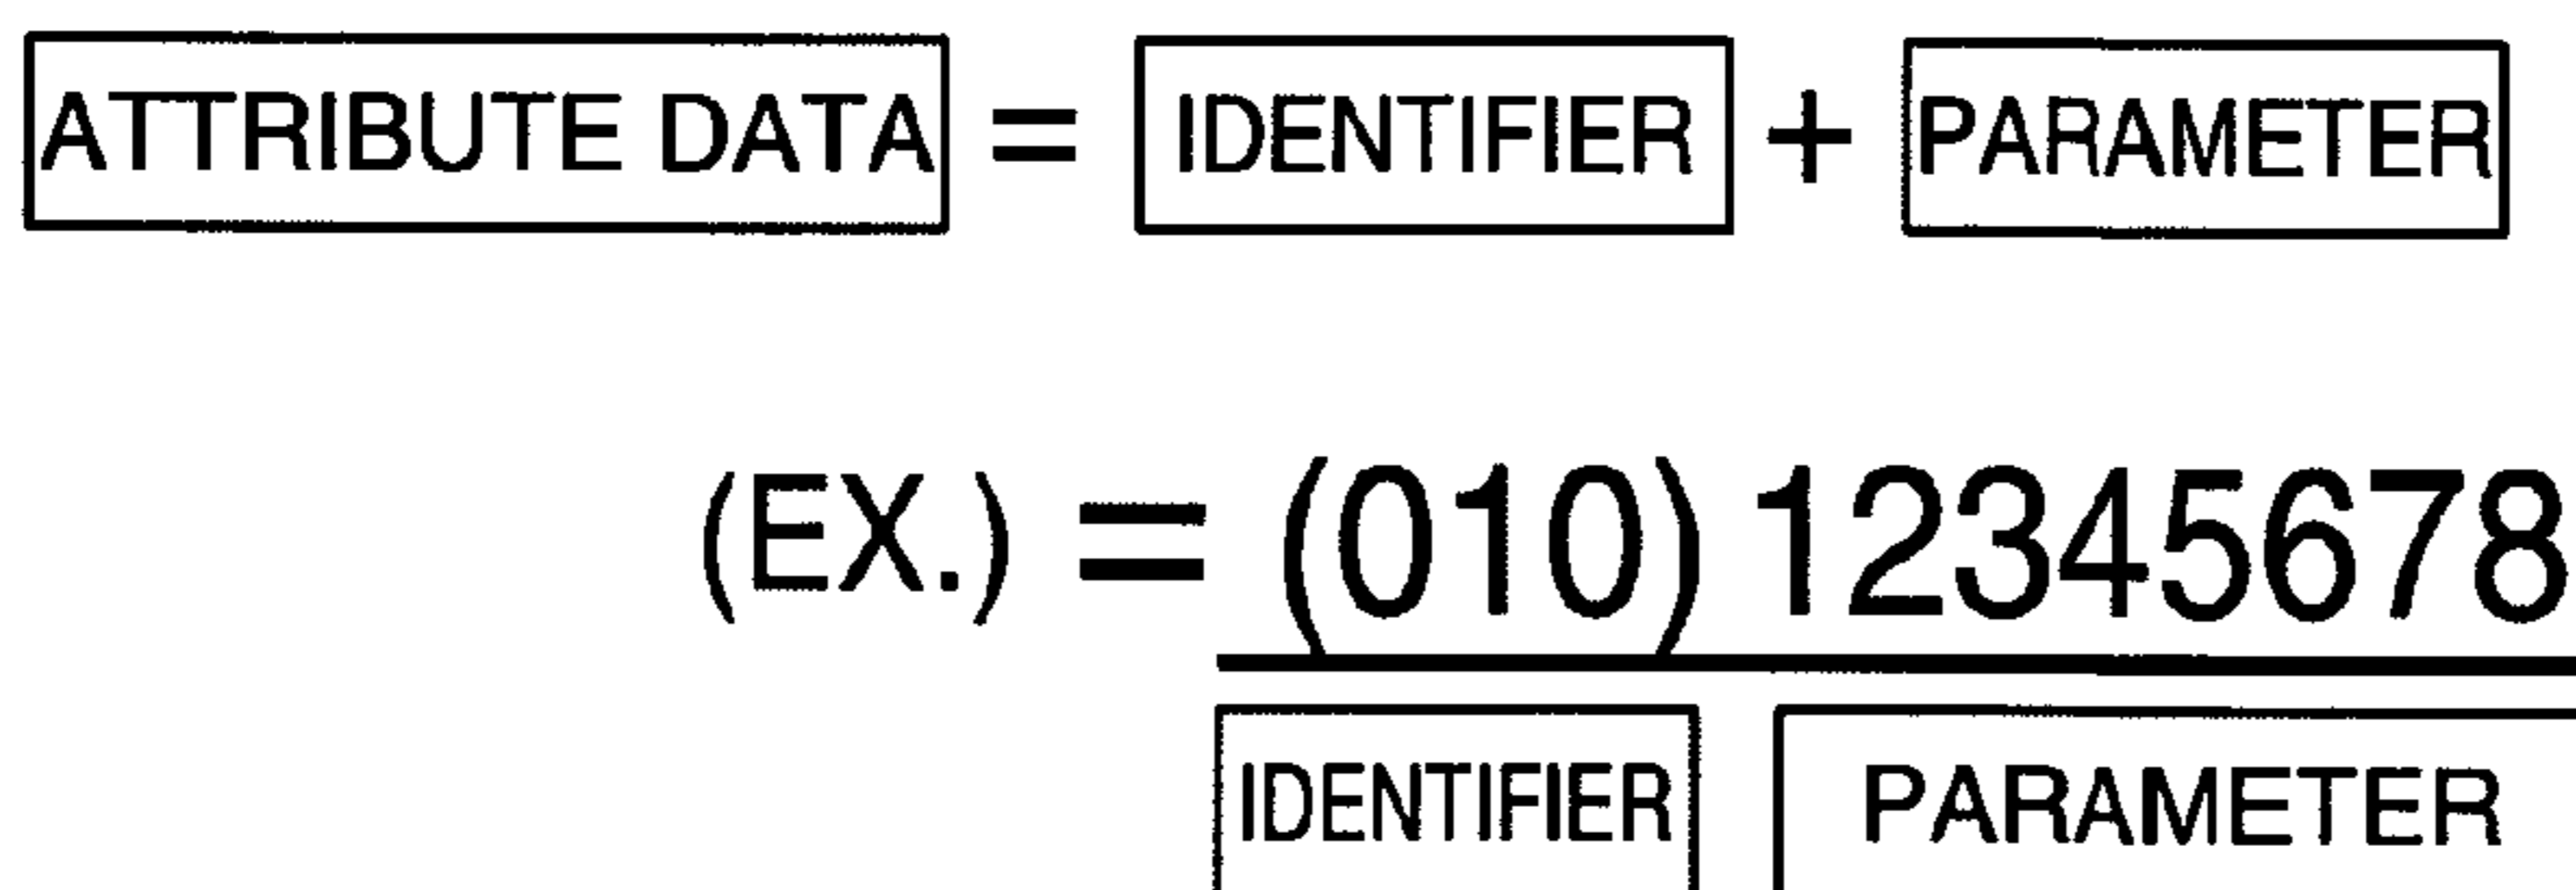 ATTRIBUTE DATA = IDENTIFIER + PARAMETER
(EX.) = (010) 12345678
IDENTIFIER PARAMETER